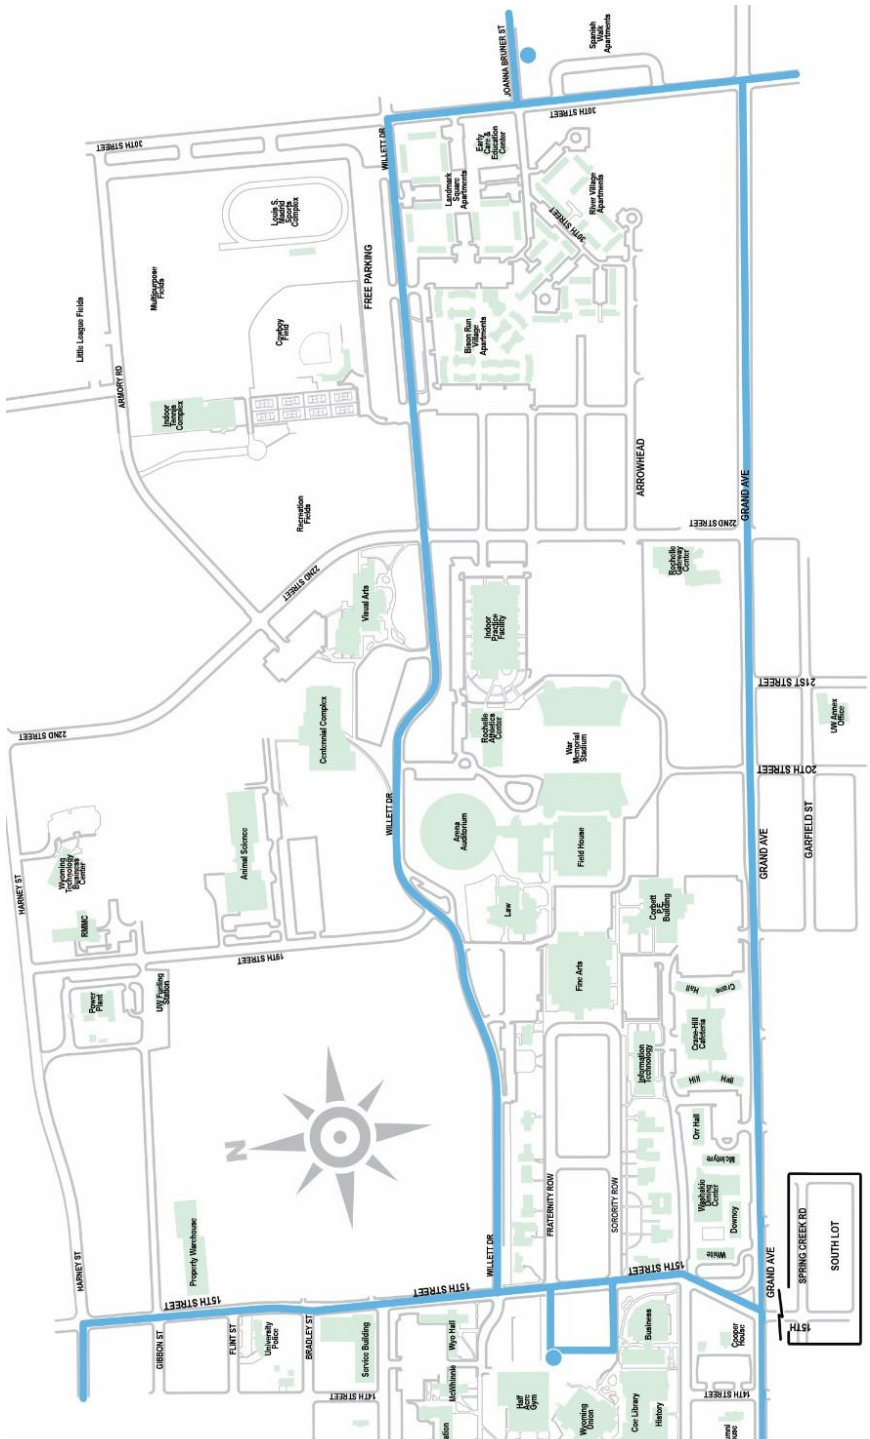 JOANNA BRUNER ST
Spanish
Walk
Apartments
30TH STREET
30TH STREET
WILLETT DR
Early
Care &
Education
Center
Landmark
Square
Apartments
River Village
Apartments
30TH STREET
Louis S.
Madrid
Sports
Complex
Multipurpose
Fields
Little League Fields
FREE PARKING
Cowboy
Field
Bison Run
Village
Apartments
ARMORY RD
Indoor
Tennis
Complex
Recreation
Fields
ARROWHEAD
GRAND AVE
22ND STREET
22ND STREET
Rochelle
Gateway
Center
Visual Arts
Indoor
Practice
Facility
21ST STREET
UW Annex
Office
22ND STREET
Centennial Complex
Rochelle
Athletics
Center
War
Memorial
Stadium
20TH STREET
WILLETT DR
Arena
Auditorium
Field House
GRAND AVE
GARFIELD ST
Animal Science
Wyoming
Technology
Business
Center
HARNEY ST
RMMC
Law
Corbett
P.E.
Building
19TH STREET
Fine Arts
UW Fueling
Station
Power
Plant
Crane
Hall
Crane-Hill
Cafeteria
Hill
Hall
Information
Technology
Orr Hall
McIntyre
Washakie
Dining
Center
Downey
White
N
FRATERNITY ROW
SORORITY ROW
SPRING CREEK RD
SOUTH LOT
Property Warehouse
HARNEY ST
WILLETT DR
15TH STREET
15TH STREET
15TH STREET
GRAND AVE
15TH
GIBBON ST
FLINT ST
University
Police
BRADLEY ST
Service Building
Wyo Hall
Business
Cooper
House
14TH STREET
McWhinnie
Half
Acre
Gym
Wyoming
Union
Coe Library
History
14TH STREET